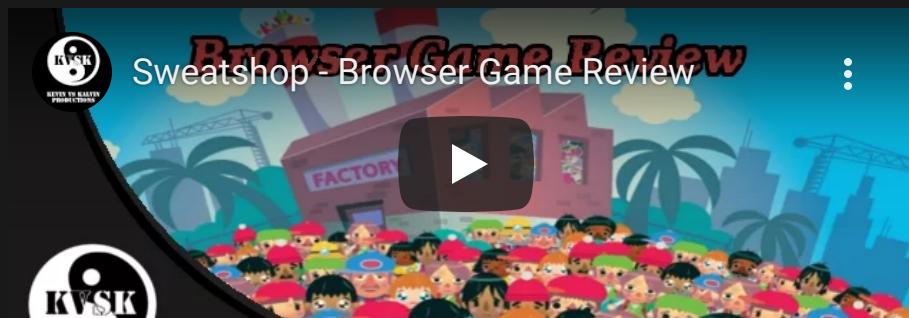 Browser Game Review
KVSK
Sweatshop - Browser Game Review
KEVIN VS KALVIN
PRODUCTIONS
FACTORY
KVSK